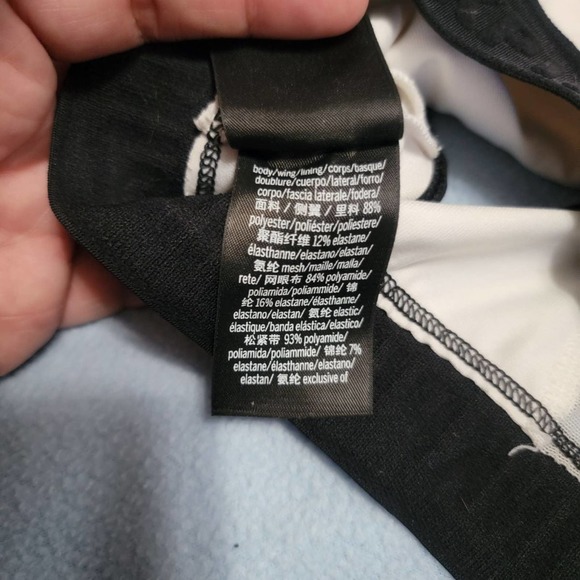 body/wing/lining/corps/basque/
doublure/cuerpo/lateral/forro/
corpo/fascia laterale/fodera/
面料 / 侧翼 / 里料 88%
polyester/poliéster/poliestere/
聚酯纤维 12% elastane/
élasthanne/elastano/elastan/
氨纶 mesh/maille/malla/
rete/ 网眼布 84% polyamide/
poliamida/poliammide/ 锦
纶 16% elastane/élasthanne/
elastano/elastan/ 氨纶 elastic/
élastique/banda elástica/elastico/
松紧带 93% polyamide/
poliamida/poliammide/ 锦纶 7%
elastane/élasthanne/elastano/
elastan/ 氨纶 exclusive of